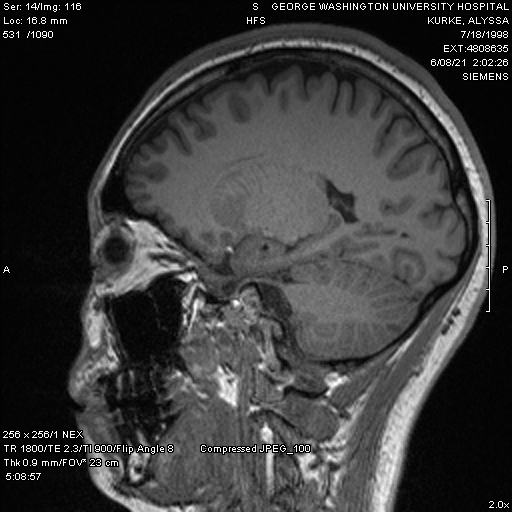 Ser: 14/Img: 116
Loc: 16.8 mm
531 /1090
S
HFS
GEORGE WASHINGTON UNIVERSITY HOSPITAL
KURKE, ALYSSA
7/18/1998
EXT:4808635
6/08/21 2:02:26
SIEMENS
A
P
256 x 256/1 NEX
TR 1800/TE 2.3/TI 900/Flip Angle 8
Compressed JPEG_100
Thk 0.9 mm/FOV* 23 cm
5:08:57
2.0x